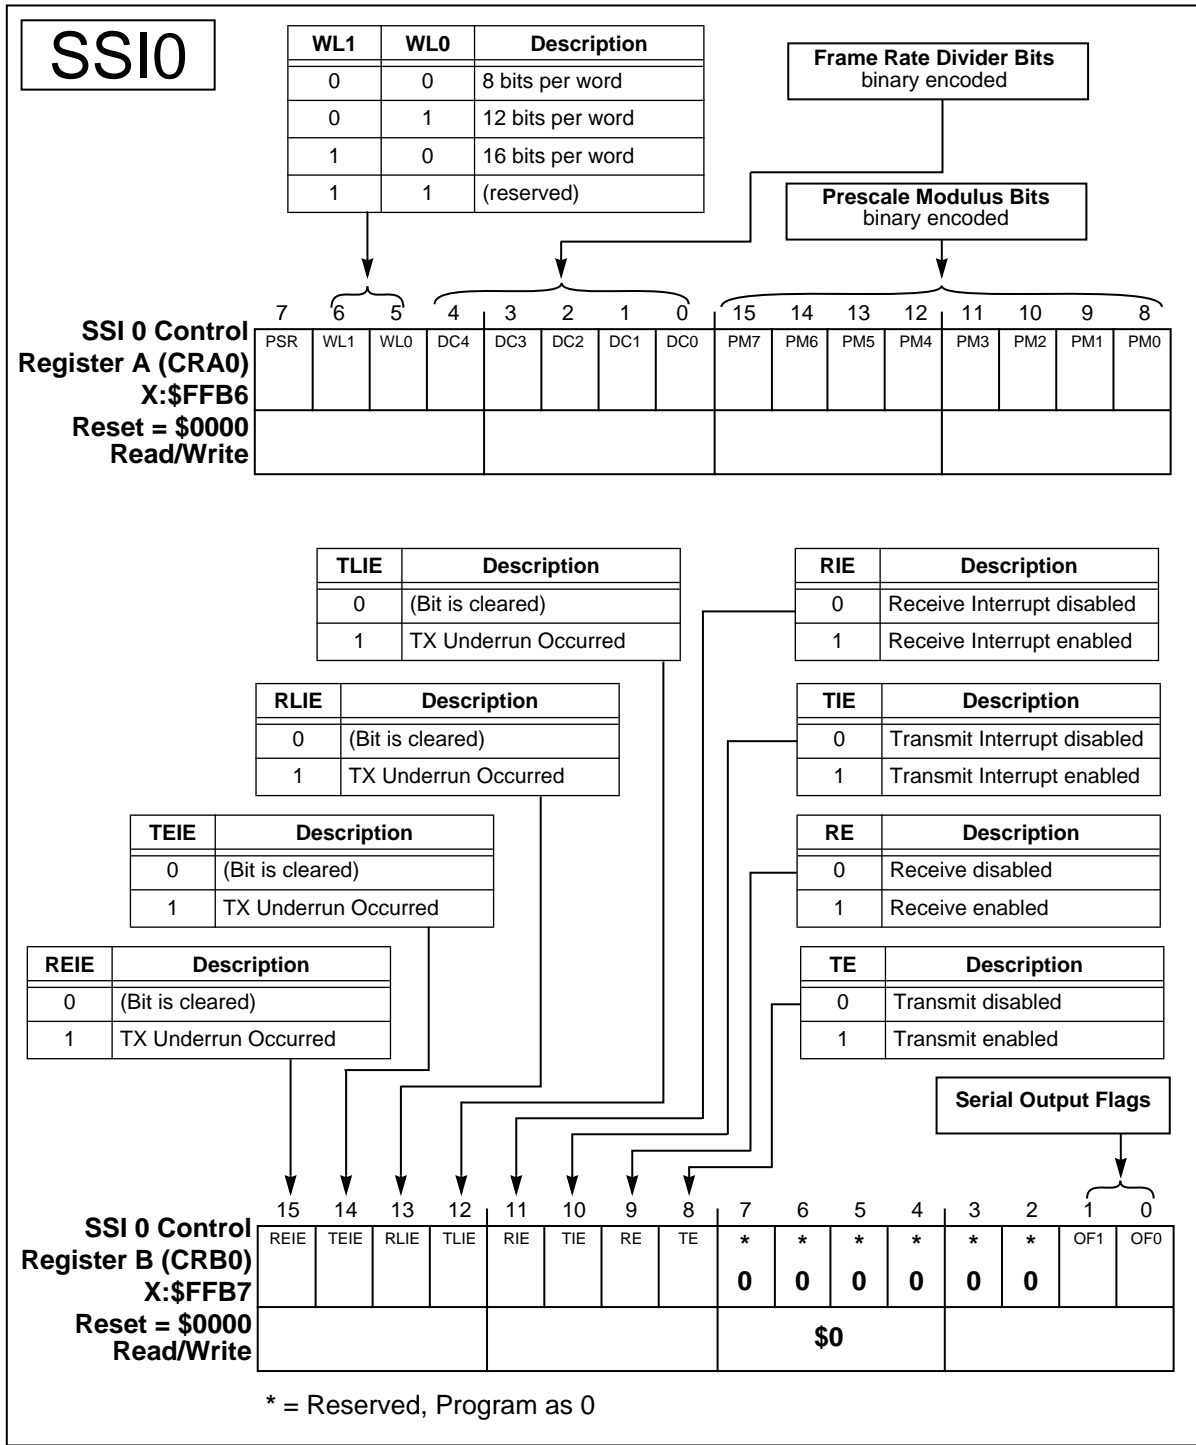 SSI0
WL1 WL0 Description
0 0 8 bits per word
0 1 12 bits per word
1 0 16 bits per word
1 1 (reserved)
Frame Rate Divider Bits
binary encoded
Prescale Modulus Bits
binary encoded
7 6 5 4 3 2 1 0 15 14 13 12 11 10 9 8
SSI 0 Control
Register A (CRA0)
X:$FFB6
Reset = $0000
Read/Write
PSR WL1 WL0 DC4 DC3 DC2 DC1 DC0 PM7 PM6 PM5 PM4 PM3 PM2 PM1 PM0
TLIE Description
0 (Bit is cleared)
1 TX Underrun Occurred
RIE Description
0 Receive Interrupt disabled
1 Receive Interrupt enabled
RLIE Description
0 (Bit is cleared)
1 TX Underrun Occurred
TIE Description
0 Transmit Interrupt disabled
1 Transmit Interrupt enabled
TEIE Description
0 (Bit is cleared)
1 TX Underrun Occurred
RE Description
0 Receive disabled
1 Receive enabled
REIE Description
0 (Bit is cleared)
1 TX Underrun Occurred
TE Description
0 Transmit disabled
1 Transmit enabled
Serial Output Flags
15 14 13 12 11 10 9 8 7 6 5 4 3 2 1 0
SSI 0 Control
Register B (CRB0)
X:$FFB7
Reset = $0000
Read/Write
REIE TEIE RLIE TLIE RIE TIE RE TE * * * * * * OF1 OF0
0 0 0 0 0 0
$0
* = Reserved, Program as 0